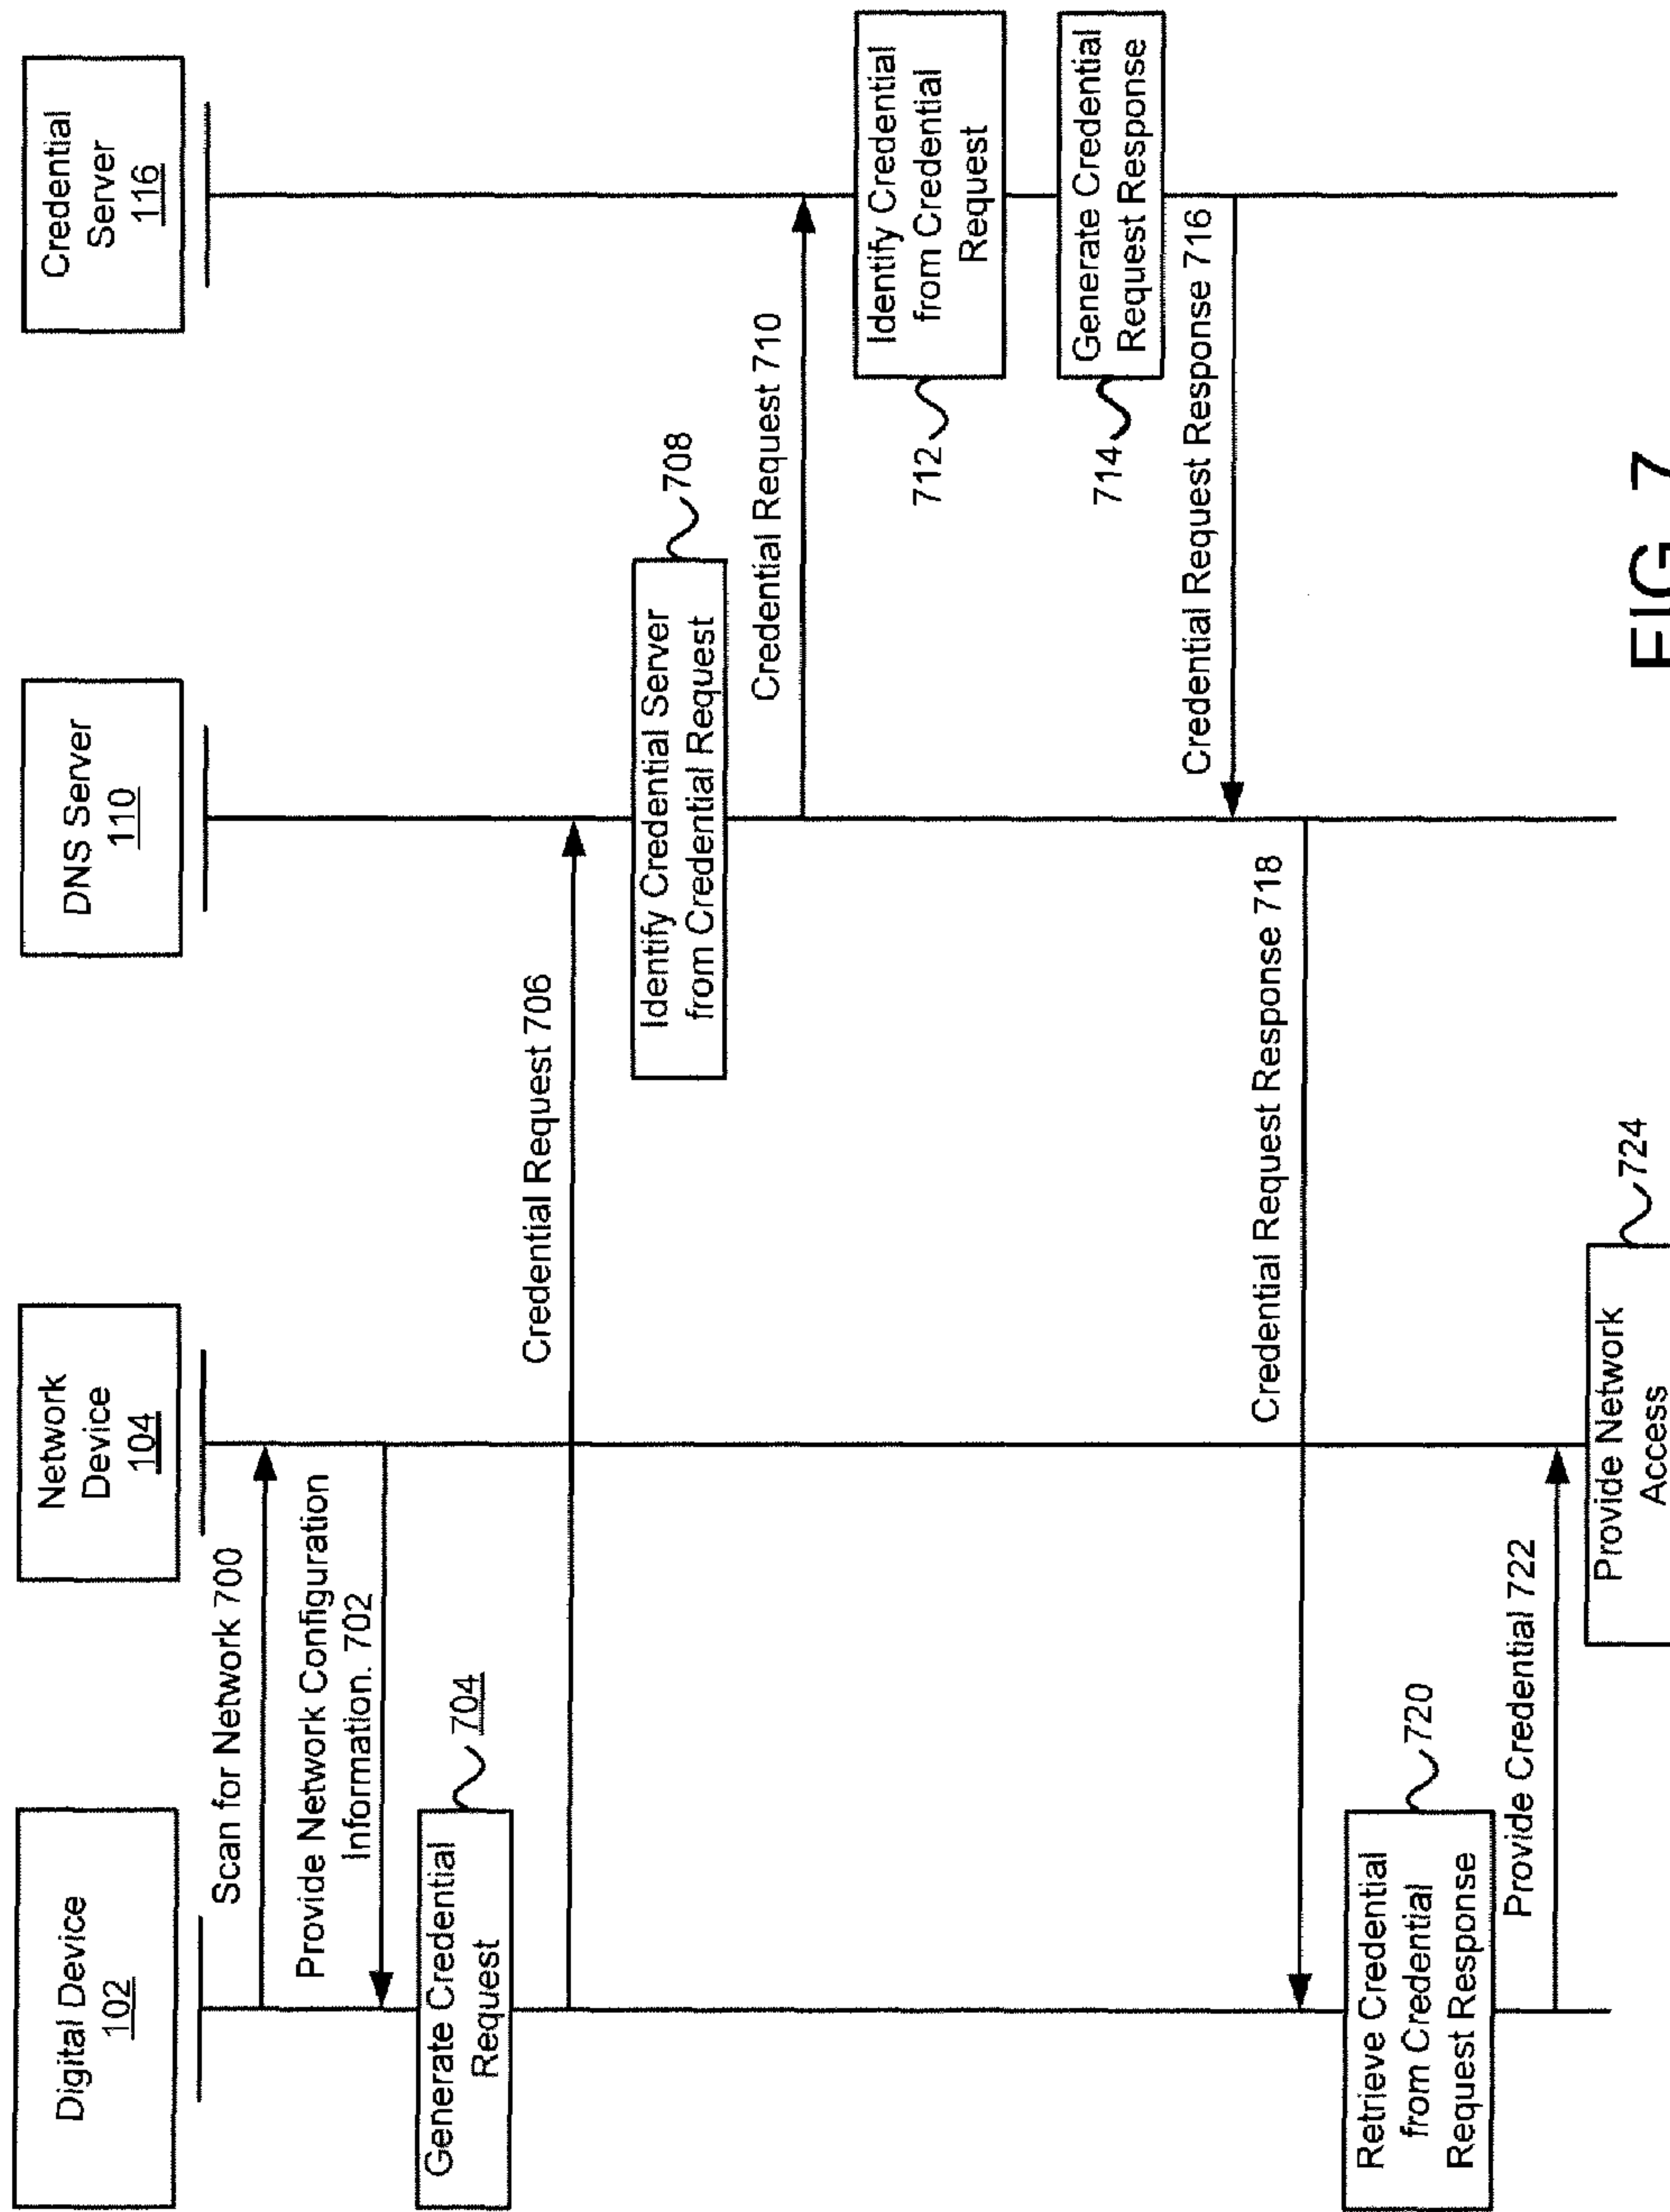 Digital Device
102
Network
Device
104
DNS Server
110
Credential
Server
116
Scan for Network 700
Provide Network Configuration
Information. 702
Generate Credential
Request
704
Credential Request 706
Identify Credential Server
from Credential Request
708
Credential Request 710
Identify Credential
from Credential
Request
712
Generate Credential
Request Response
714
Credential Request Response 716
Credential Request Response 718
Retrieve Credential
from Credential
Request Response
720
Provide Credential 722
Provide Network
Access
724
FIG. 7